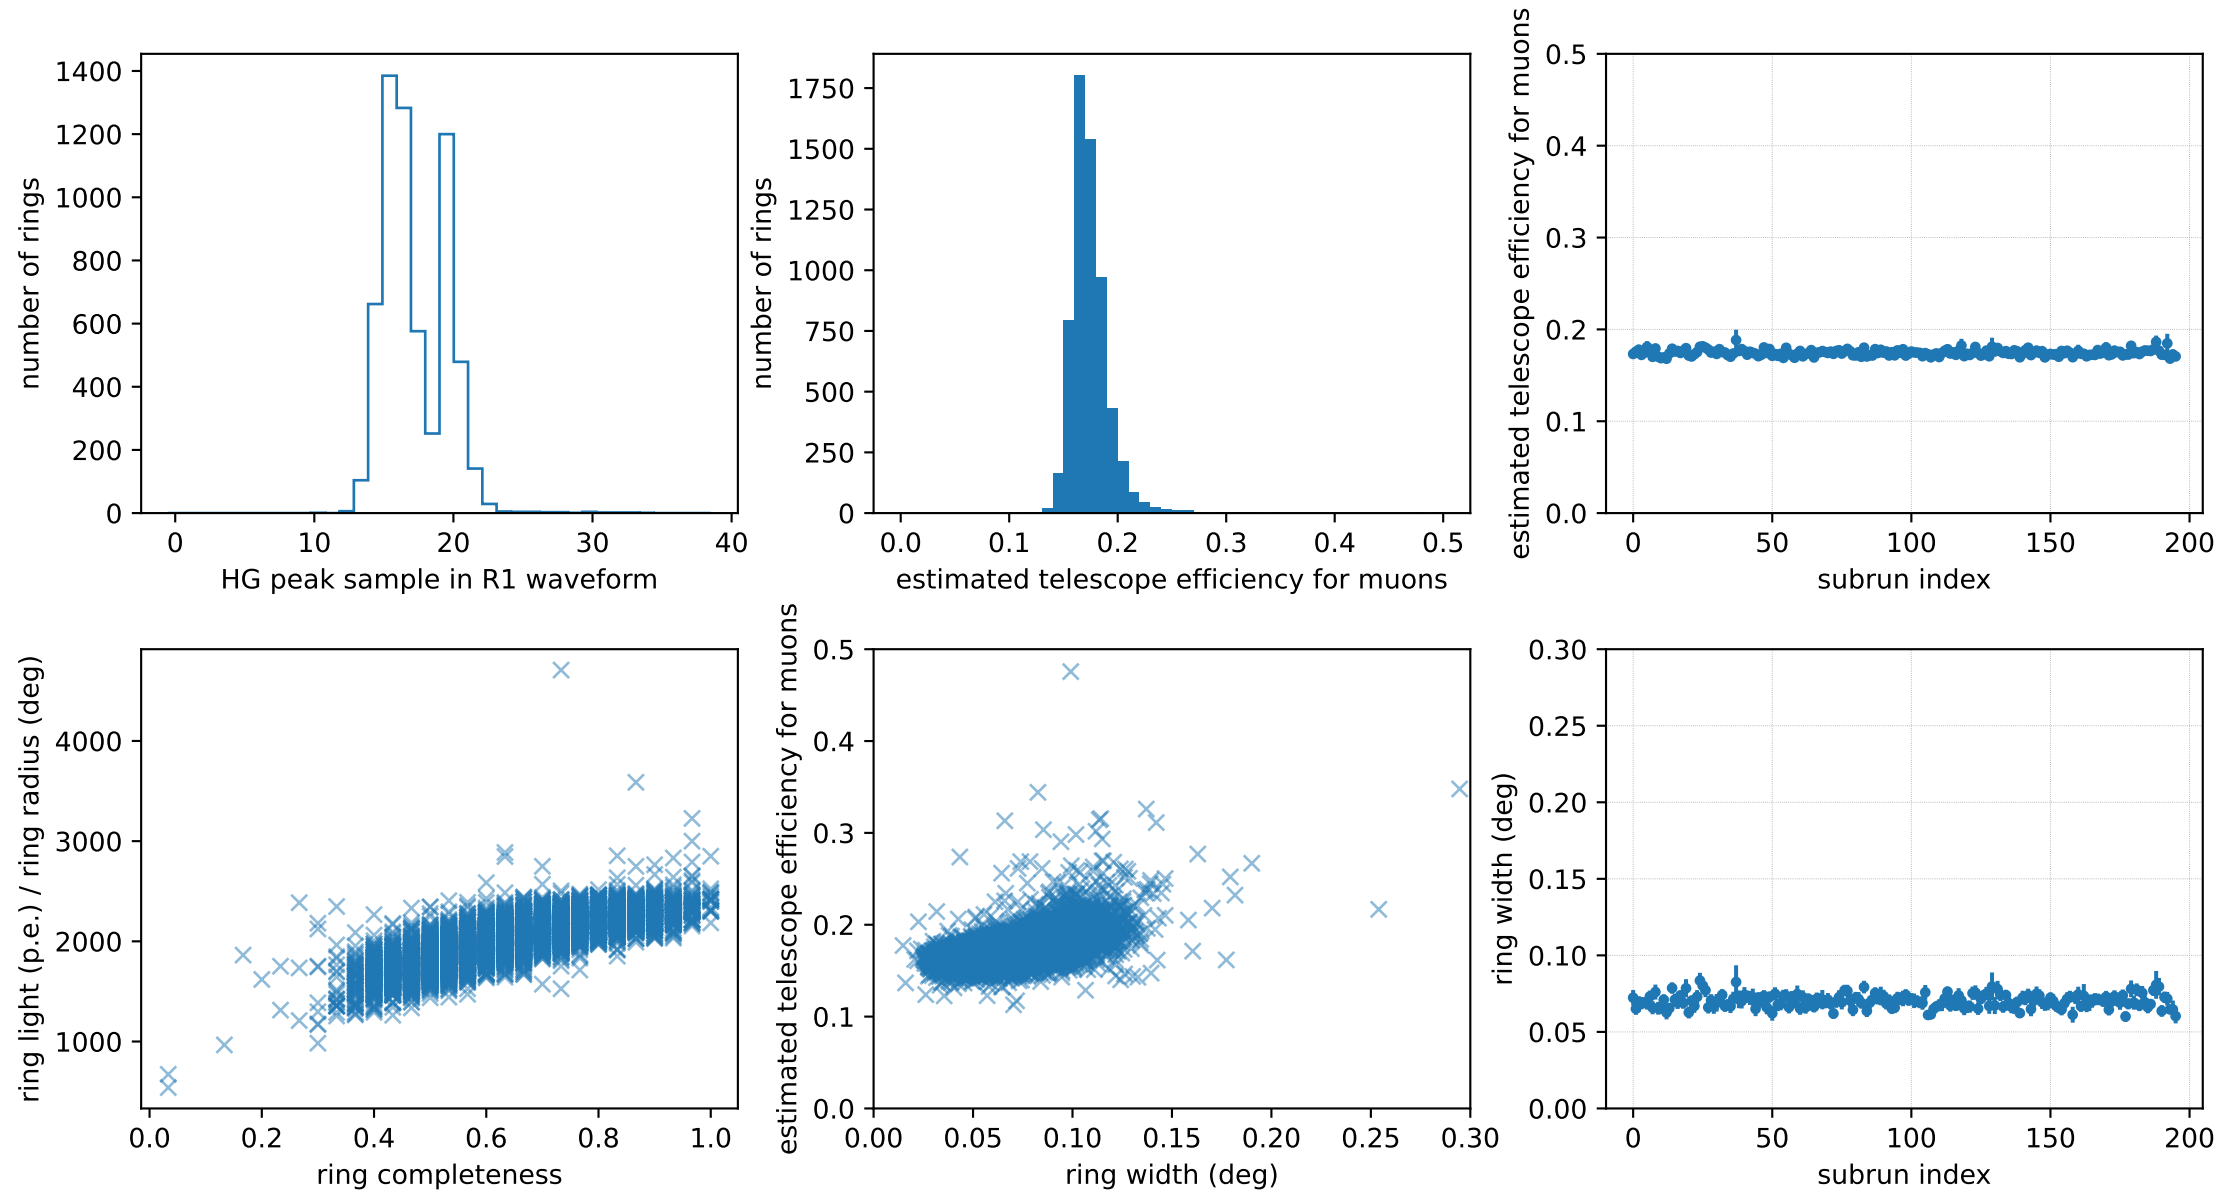 number of rings
1400
1200
1000
800
600
400
200
0
0 10 20 30 40
HG peak sample in R1 waveform
number of rings
1750
1500
1250
1000
750
500
250
0
0.0 0.1 0.2 0.3 0.4 0.5
estimated telescope efficiency for muons
estimated telescope efficiency for muons
0.5
0.4
0.3
0.2
0.1
0.0
0 50 100 150 200
subrun index
ring light (p.e.) / ring radius (deg)
4000
3000
2000
1000
0.0 0.2 0.4 0.6 0.8 1.0
ring completeness
estimated telescope efficiency for muons
0.5
0.4
0.3
0.2
0.1
0.0
0.00 0.05 0.10 0.15 0.20 0.25 0.30
ring width (deg)
ring width (deg)
0.30
0.25
0.20
0.15
0.10
0.05
0.00
0 50 100 150 200
subrun index